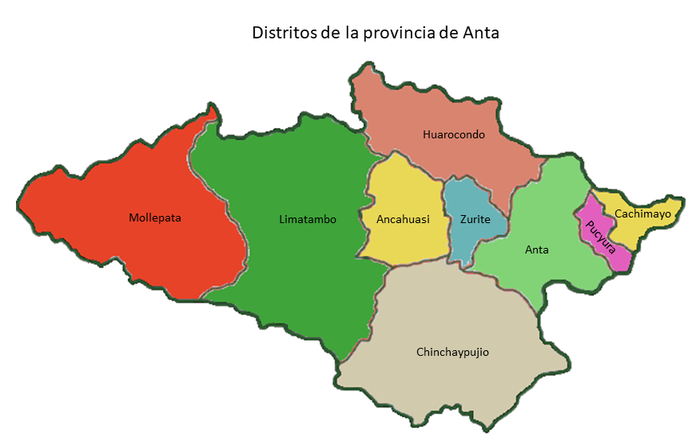 Distritos de la provincia de Anta
Huarocondo
Mollepata
Limatambo
Ancahuasi
Zurite
Cachimayo
Pucyura
Anta
Chinchaypujio